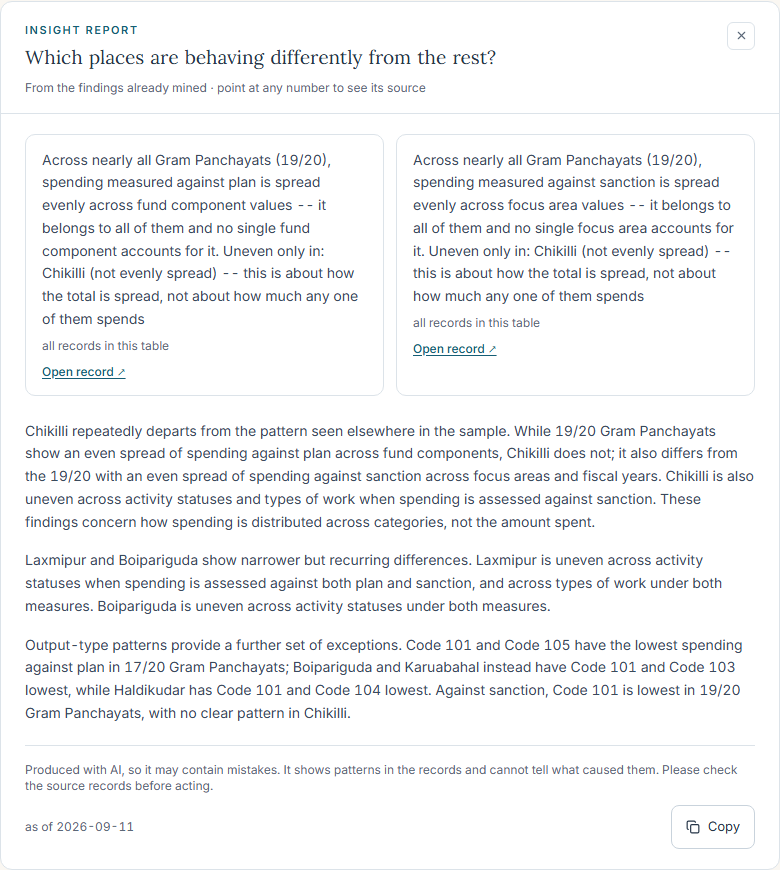 INSIGHT REPORT
Which places are behaving differently from the rest?
From the findings already mined · point at any number to see its source
Across nearly all Gram Panchayats (19/20),
spending measured against plan is spread
evenly across fund component values -- it
belongs to all of them and no single fund
component accounts for it. Uneven only in:
Chikilli (not evenly spread) -- this is about how
the total is spread, not about how much any one
of them spends
all records in this table
Open record ↗
Across nearly all Gram Panchayats (19/20),
spending measured against sanction is spread
evenly across focus area values -- it belongs to
all of them and no single focus area accounts for
it. Uneven only in: Chikilli (not evenly spread) --
this is about how the total is spread, not about
how much any one of them spends
all records in this table
Open record ↗
Chikilli repeatedly departs from the pattern seen elsewhere in the sample. While 19/20 Gram Panchayats
show an even spread of spending against plan across fund components, Chikilli does not; it also differs from
the 19/20 with an even spread of spending against sanction across focus areas and fiscal years. Chikilli is also
uneven across activity statuses and types of work when spending is assessed against sanction. These
findings concern how spending is distributed across categories, not the amount spent.
Laxmipur and Boipariguda show narrower but recurring differences. Laxmipur is uneven across activity
statuses when spending is assessed against both plan and sanction, and across types of work under both
measures. Boipariguda is uneven across activity statuses under both measures.
Output-type patterns provide a further set of exceptions. Code 101 and Code 105 have the lowest spending
against plan in 17/20 Gram Panchayats; Boipariguda and Karuabahal instead have Code 101 and Code 103
lowest, while Haldikudar has Code 101 and Code 104 lowest. Against sanction, Code 101 is lowest in 19/20
Gram Panchayats, with no clear pattern in Chikilli.
Produced with AI, so it may contain mistakes. It shows patterns in the records and cannot tell what caused them. Please check
the source records before acting.
as of 2026-09-11
Copy